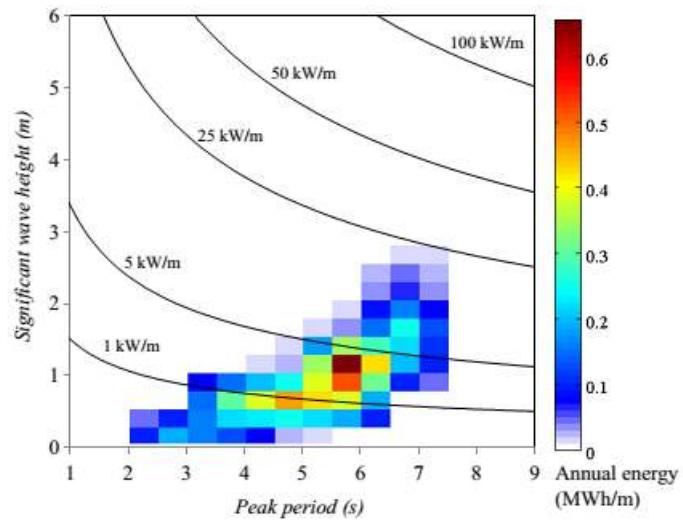 6
5
4
3
2
1
0
Significant wave height (m)
100 kW/m
50 kW/m
25 kW/m
5 kW/m
1 kW/m
1 2 3 4 5 6 7 8 9
Peak period (s)
0.6
0.5
0.4
0.3
0.2
0.1
0
Annual energy
(MWh/m)